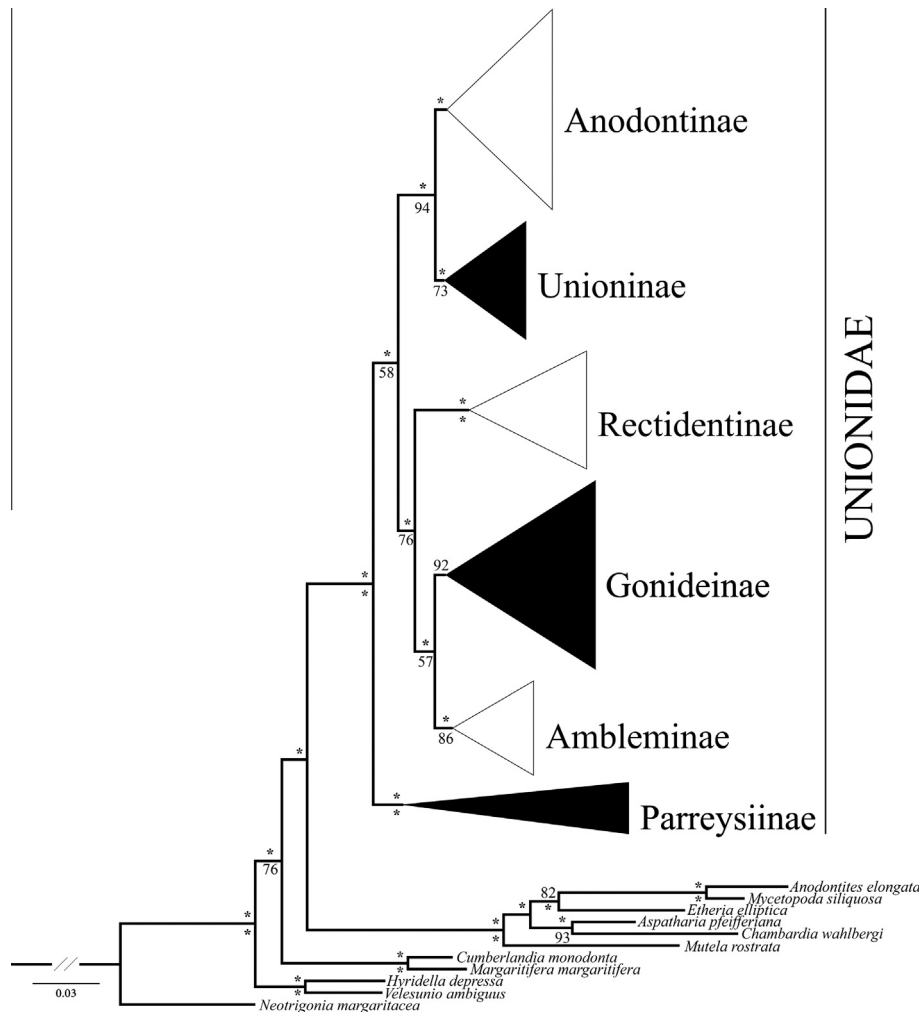 *
Anodontinae
*
94
*
73
Unioninae
*
58
*
*
Rectidentinae
UNIONIDAE
*
76
92
Gonideinae
*
*
*
57
*
86
Ambleminae
*
*
*
Parreysiinae
*
76
82
*
*
*
*
Anodontites elongata
Mycetopoda siliquosa
Etheria elliptica
*
Aspatharia pfeifferiana
93
Chambardia wahlbergi
*
*
Mutela rostrata
*
*
*
*
Cumberlandia monodonta
Margaritifera margaritifera
*
*
Hyridella depressa
Velesunio ambiguus
0.03
Neotrigonia margaritacea